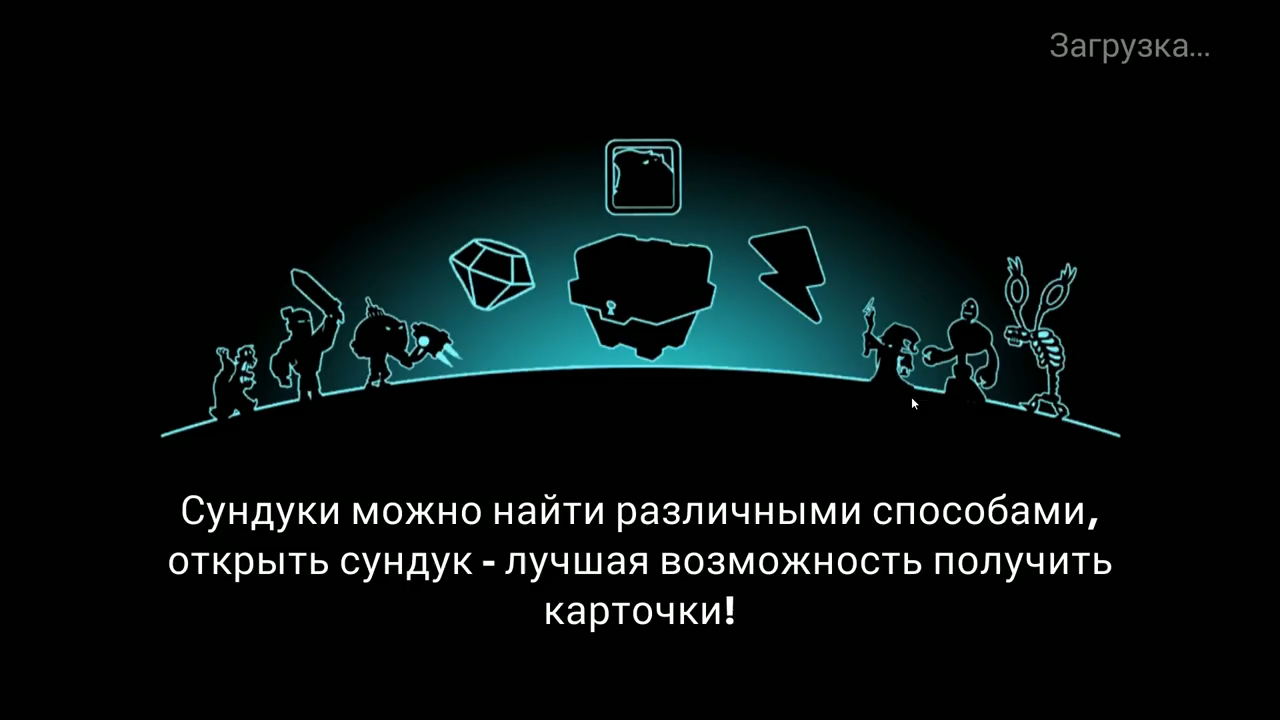 Загрузка...
Сундуки можно найти различными способами,
открыть сундук - лучшая возможность получить
карточки!